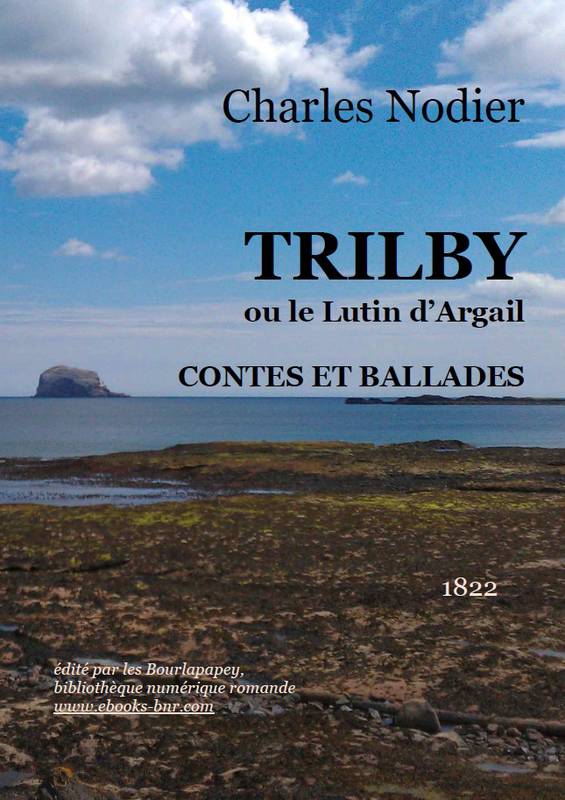 Charles Nodier
TRILBY
ou le Lutin d’Argail
CONTES ET BALLADES
1822
édité par les Bourlapapey,
bibliothèque numérique romande
www.ebooks-bnr.com